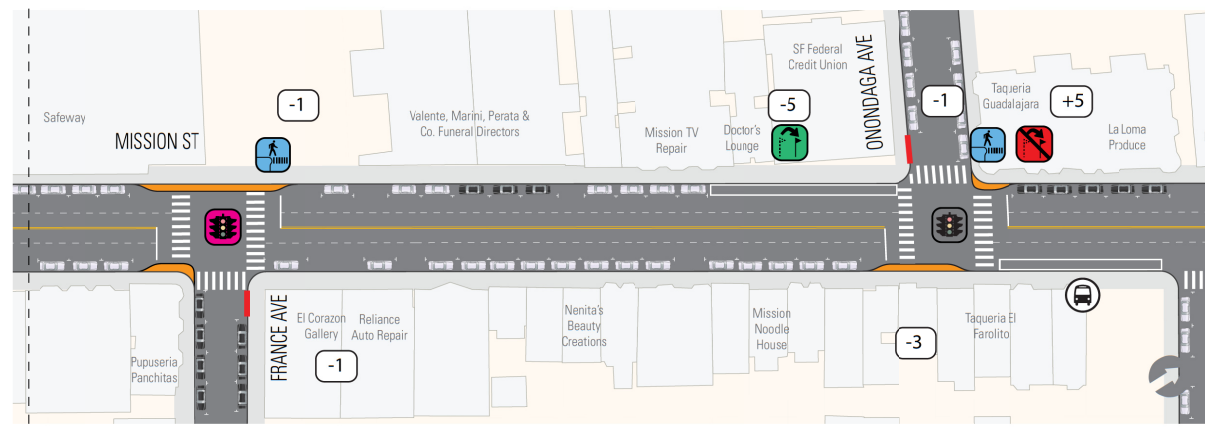 SF Federal
Credit Union
ONONDAGA AVE
Taqueria
Guadalajara
-1
-5
-1
+5
Safeway
MISSION ST
Valente, Marini, Perata &
Co. Funeral Directors
Mission TV
Repair
Doctor's
Lounge
La Loma
Produce
FRANCE AVE
El Corazon
Gallery
Reliance
Auto Repair
Nenita's
Beauty
Creations
Mission
Noodle
House
Taqueria El
Farolito
-3
Pupuseria
Panchitas
-1